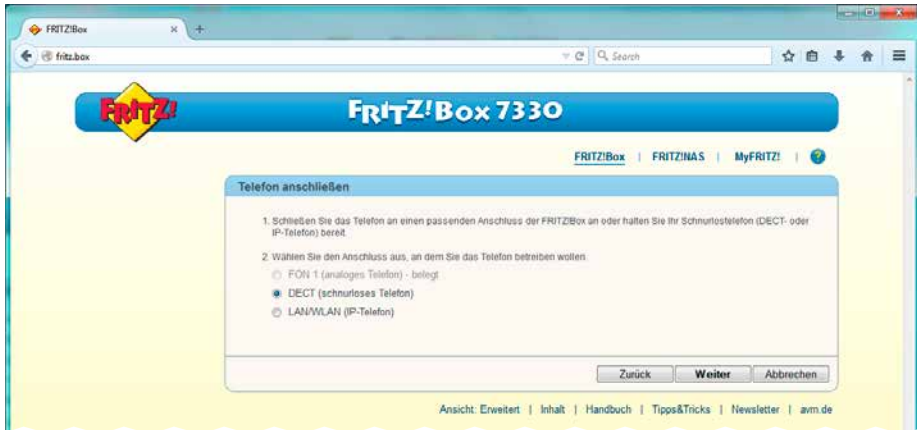 FRITZ!Box
fritz.box
Search
FRITZ!
FRITZ!Box 7330
FRITZ!Box | FRITZ!NAS | MyFRITZ! | ?
Telefon anschließen
1. Schließen Sie das Telefon an einen passenden Anschluss der FRITZ!Box an oder halten Sie Ihr Schnurlostelefon (DECT- oder
IP-Telefon) bereit.
2. Wählen Sie den Anschluss aus, an dem Sie das Telefon betreiben wollen.
FON 1 (analoges Telefon) - belegt
DECT (schnurloses Telefon)
LAN/WLAN (IP-Telefon)
Zurück Weiter Abbrechen
Ansicht: Erweitert | Inhalt | Handbuch | Tipps&Tricks | Newsletter | avm.de